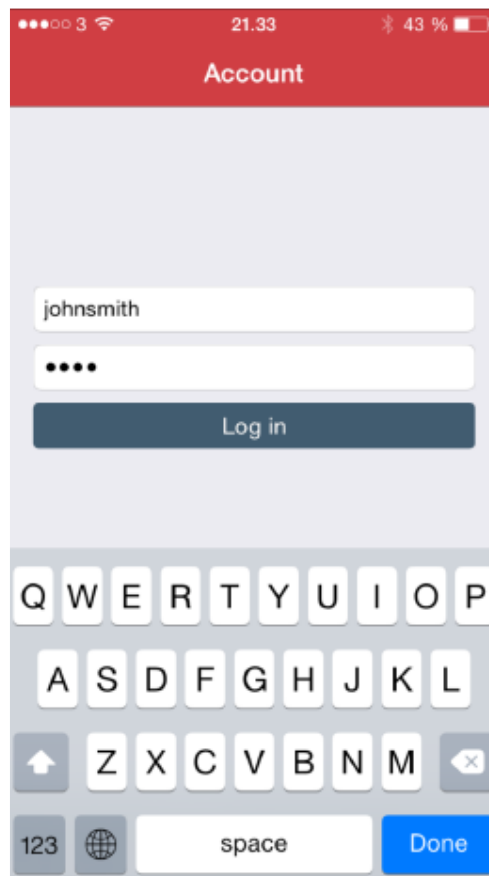 ●●●○○ 3 21.33 43 %
Account
johnsmith
••••
Log in
Q W E R T Y U I O P
A S D F G H J K L
Z X C V B N M
123 space Done